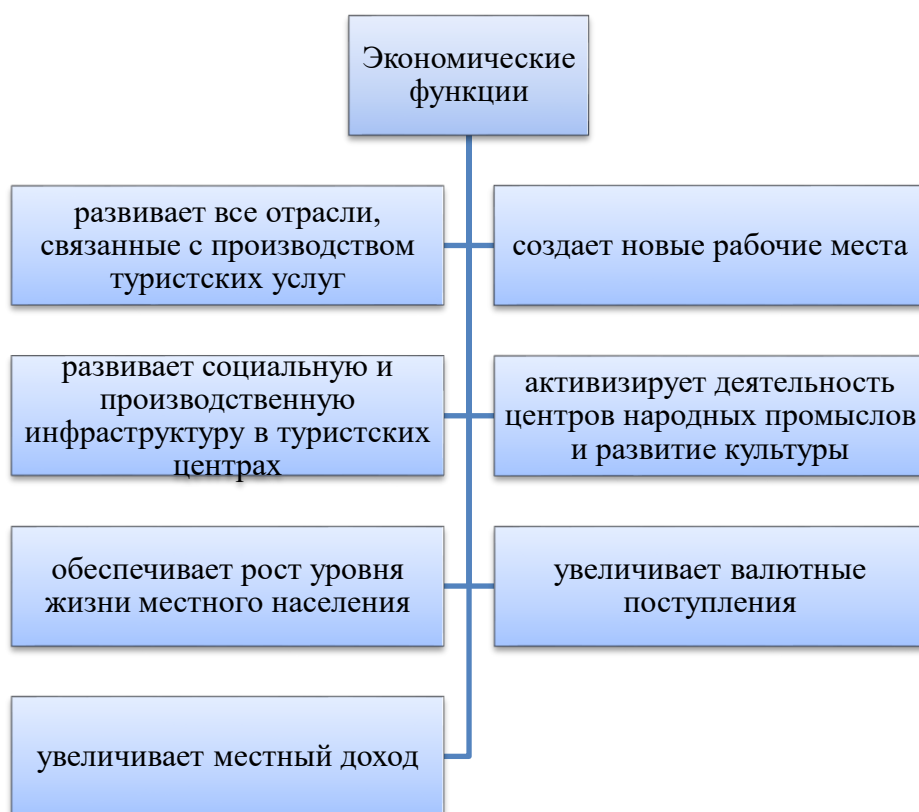 Экономические
функции
развивает все отрасли,
связанные с производством
туристских услуг
создает новые рабочие места
развивает социальную и
производственную
инфраструктуру в туристских
центрах
активизирует деятельность
центров народных промыслов
и развитие культуры
обеспечивает рост уровня
жизни местного населения
увеличивает валютные
поступления
увеличивает местный доход